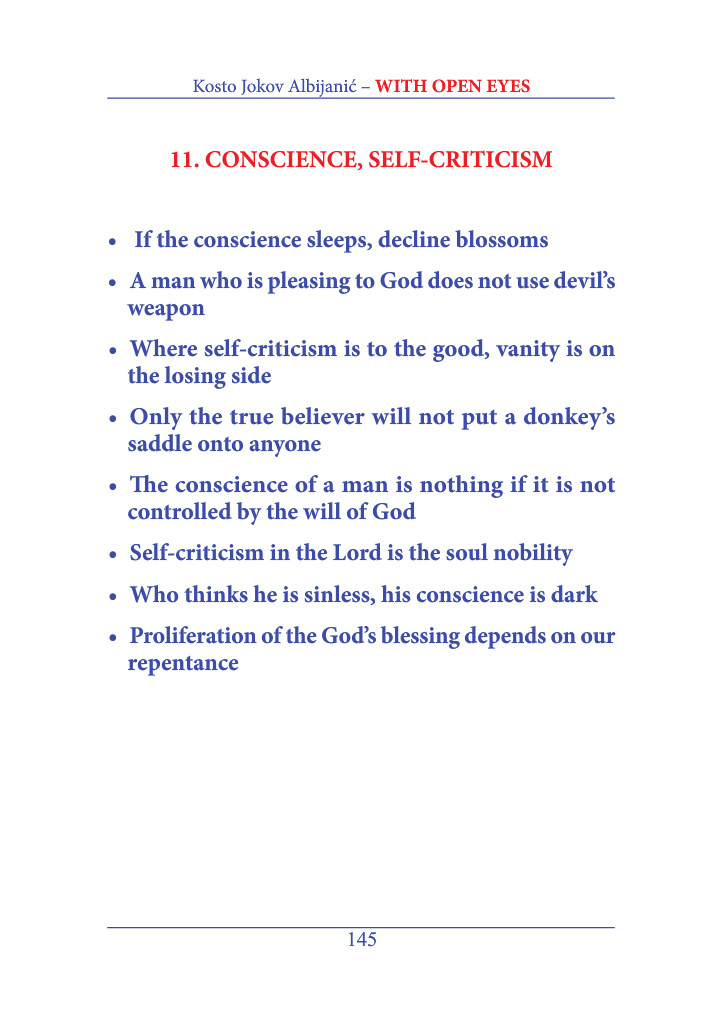 Kosto Jokov Albijanić – WITH OPEN EYES
11. CONSCIENCE, SELF-CRITICISM
• If the conscience sleeps, decline blossoms
• A man who is pleasing to God does not use devil’s
weapon
• Where self-criticism is to the good, vanity is on
the losing side
• Only the true believer will not put a donkey’s
saddle onto anyone
• The conscience of a man is nothing if it is not
controlled by the will of God
• Self-criticism in the Lord is the soul nobility
• Who thinks he is sinless, his conscience is dark
• Proliferation of the God’s blessing depends on our
repentance
145